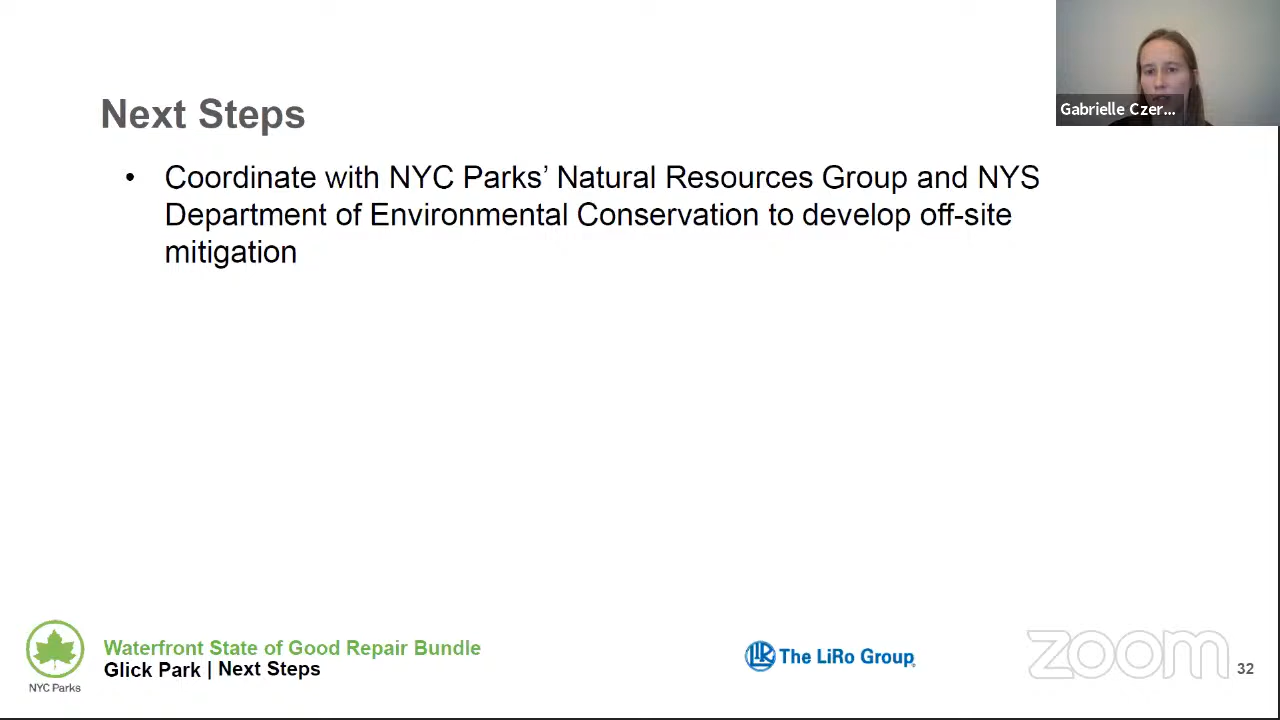 Gabrielle Czer...
Next Steps
• Coordinate with NYC Parks’ Natural Resources Group and NYS
Department of Environmental Conservation to develop off-site
mitigation
NYC Parks
Waterfront State of Good Repair Bundle
Glick Park | Next Steps
LiRo
The LiRo Group
zoom
32